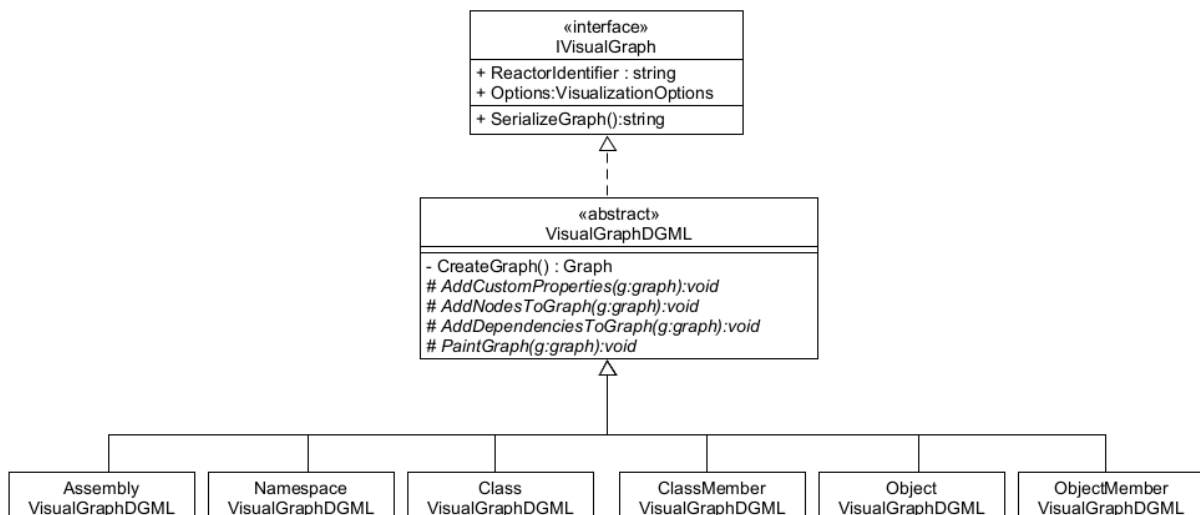 «interface»
IVisualGraph
+ ReactorIdentifier : string
+ Options:VisualizationOptions
+ SerializeGraph():string
«abstract»
VisualGraphDGML
- CreateGraph() : Graph
# AddCustomProperties(g:graph):void
# AddNodesToGraph(g:graph):void
# AddDependenciesToGraph(g:graph):void
# PaintGraph(g:graph):void
Assembly
VisualGraphDGML
Namespace
VisualGraphDGML
Class
VisualGraphDGML
ClassMember
VisualGraphDGML
Object
VisualGraphDGML
ObjectMember
VisualGraphDGML